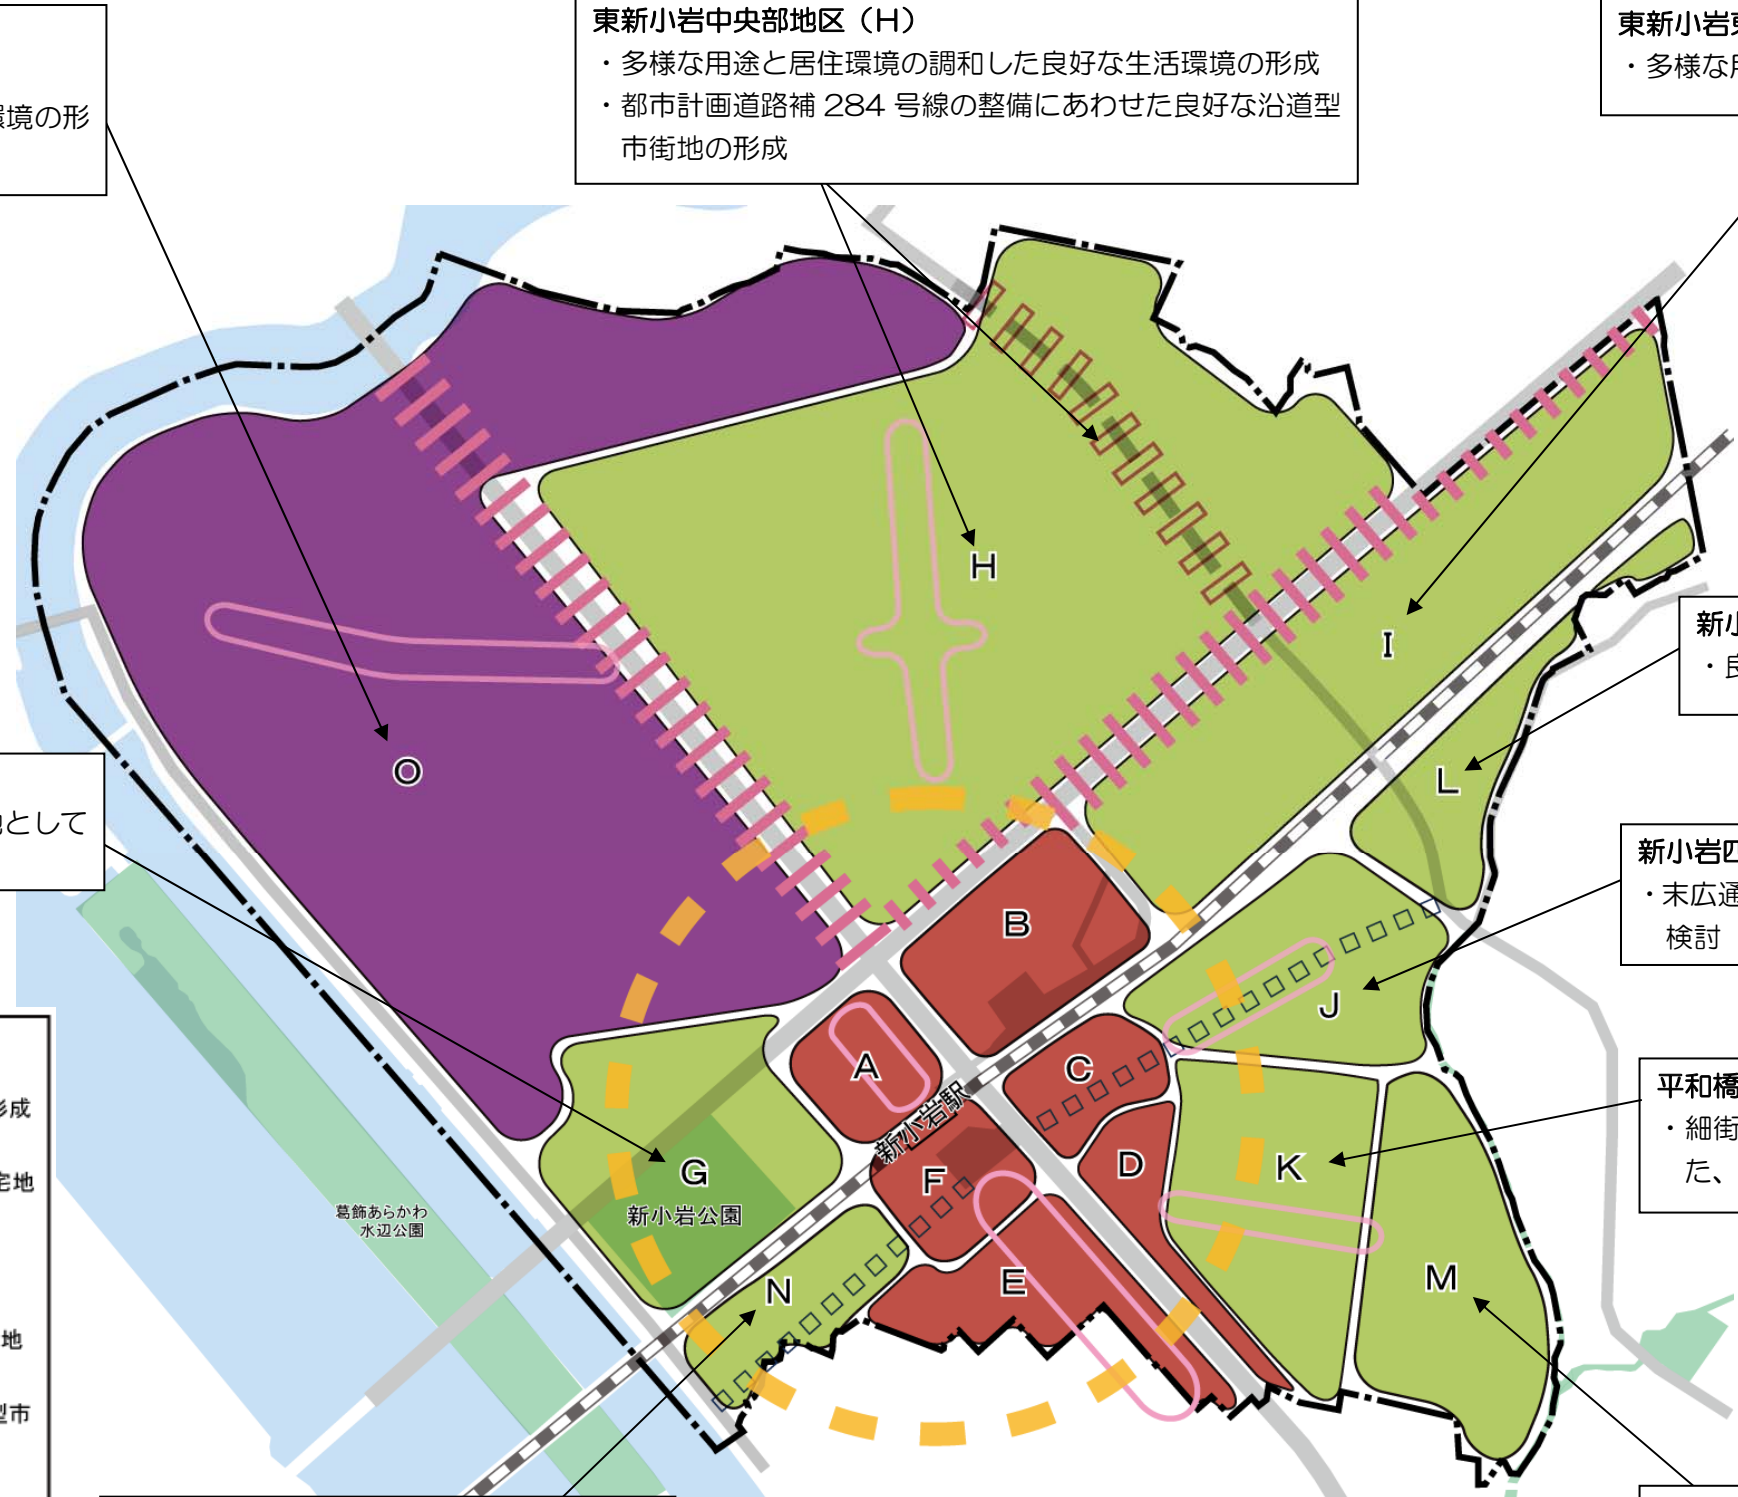 東新小岩中央部地区（H）
・多様な用途と居住環境の調和した良好な生活環境の形成
・都市計画道路補 284 号線の整備にあわせた良好な沿道型
市街地の形成
東新小岩
・多様な
環境の形
として
新小
・良
新小岩四
・末広通
検討
平和橋
・細街
た、
形成
宅地
地
型市
H
I
O
L
B
J
A
C
新小岩駅
D
K
F
G
新小岩公園
葛飾あらかわ
水辺公園
N
E
M